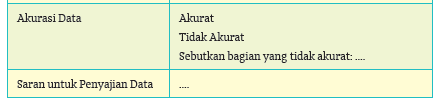 Akurasi Data
Akurat
Tidak Akurat
Sebutkan bagian yang tidak akurat: ....
Saran untuk Penyajian Data
....